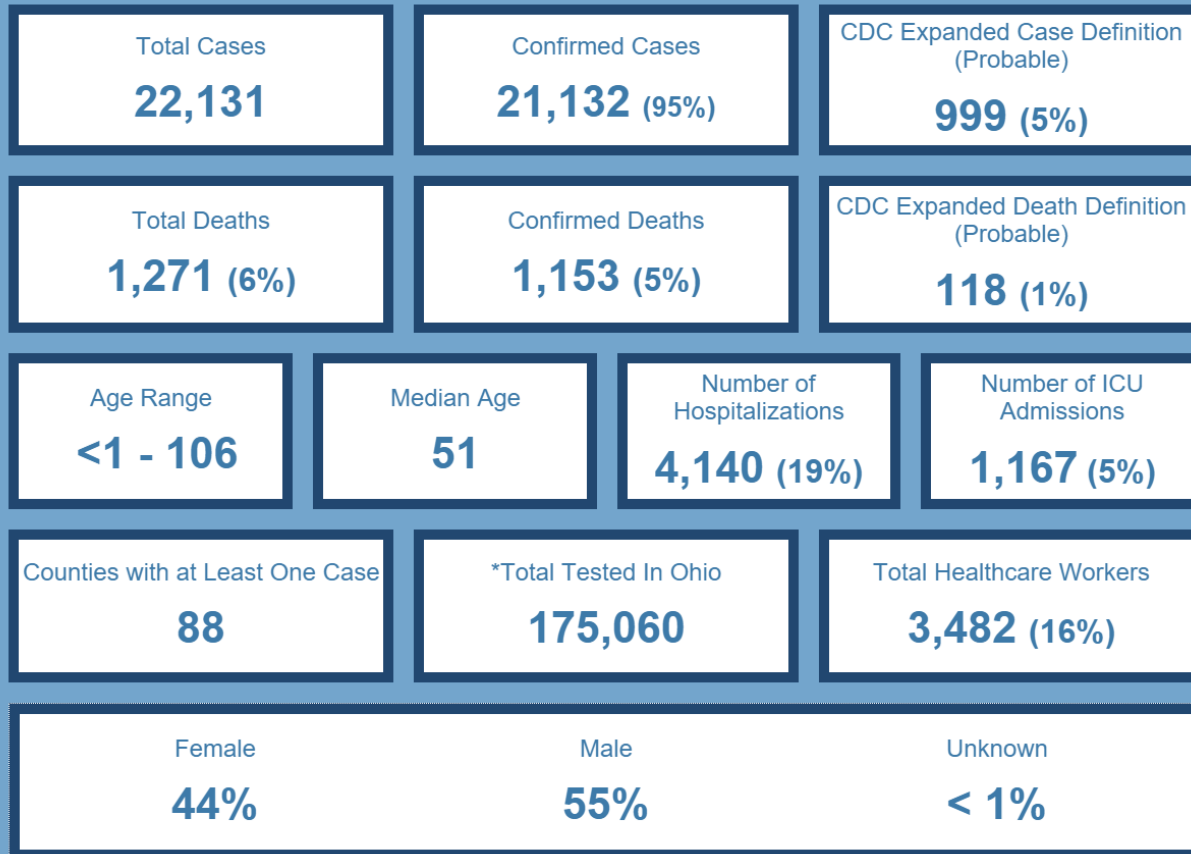 Total Cases
22,131
Confirmed Cases
21,132 (95%)
CDC Expanded Case Definition
(Probable)
999 (5%)
Total Deaths
1,271 (6%)
Confirmed Deaths
1,153 (5%)
CDC Expanded Death Definition
(Probable)
118 (1%)
Age Range
<1 - 106
Median Age
51
Number of
Hospitalizations
4,140 (19%)
Number of ICU
Admissions
1,167 (5%)
Counties with at Least One Case
88
*Total Tested In Ohio
175,060
Total Healthcare Workers
3,482 (16%)
Female
44%
Male
55%
Unknown
< 1%